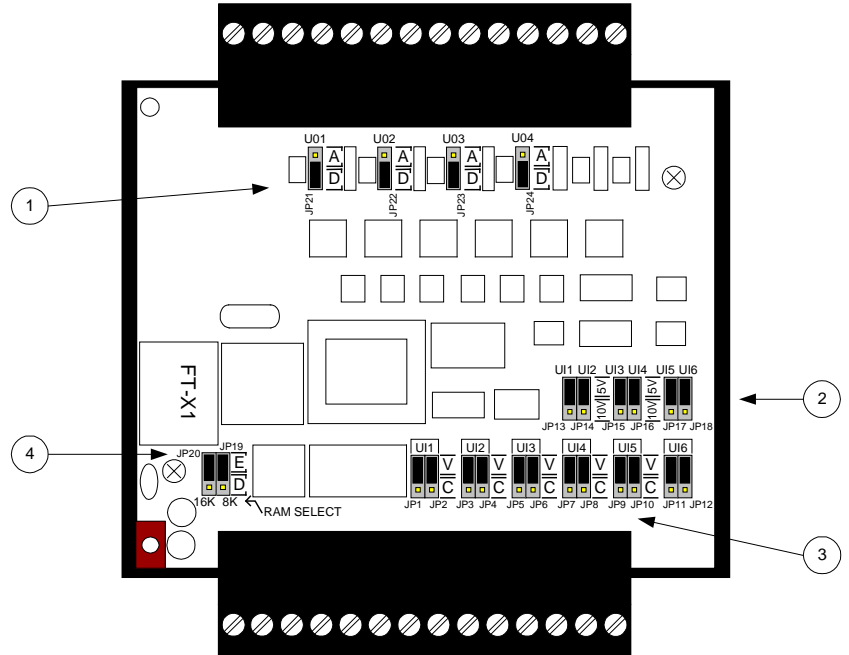 U01 U02 U03 U04
A A A A
D D D D
JP21 JP22 JP23 JP24
1
FT-X1
UI1 UI2 UI3 UI4 UI5 UI6
10V 5V 10V 5V
JP13 JP14 JP15 JP16 JP17 JP18
2
4
JP20 JP19
E
D
16K 8K
RAM SELECT
UI1 UI2 UI3 UI4 UI5 UI6
V V V V V
C C C C C
JP1 JP2 JP3 JP4 JP5 JP6 JP7 JP8 JP9 JP10 JP11 JP12
3